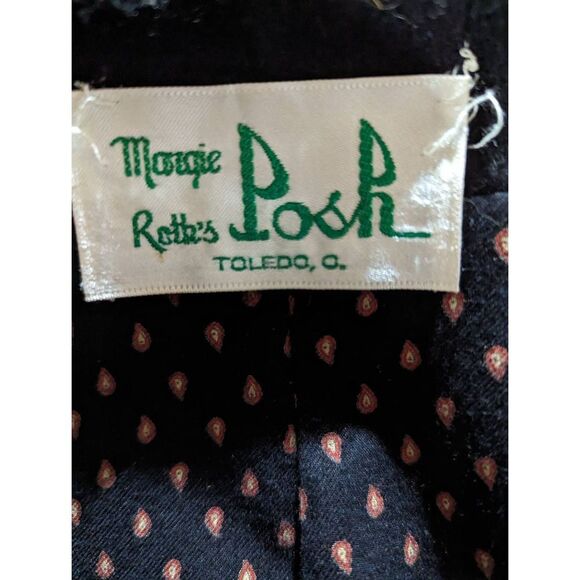 Margie
Roth's Posh
TOLEDO, O.